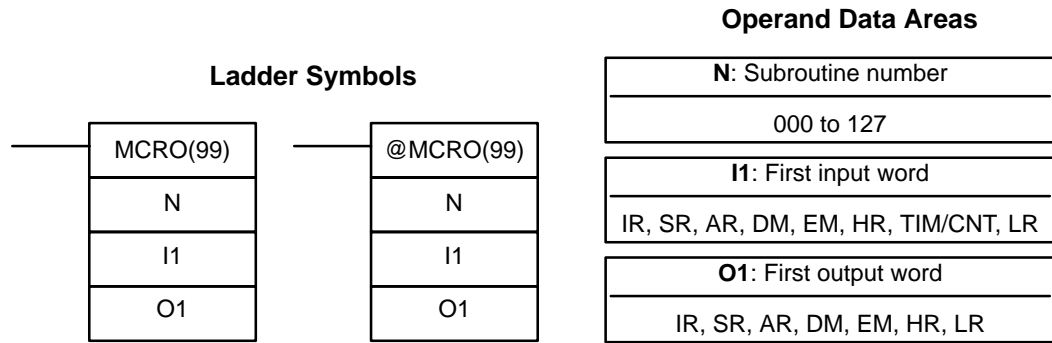 Ladder Symbols
MCRO(99)
N
I1
O1
@MCRO(99)
N
I1
O1
Operand Data Areas
N: Subroutine number
000 to 127
I1: First input word
IR, SR, AR, DM, EM, HR, TIM/CNT, LR
O1: First output word
IR, SR, AR, DM, EM, HR, LR